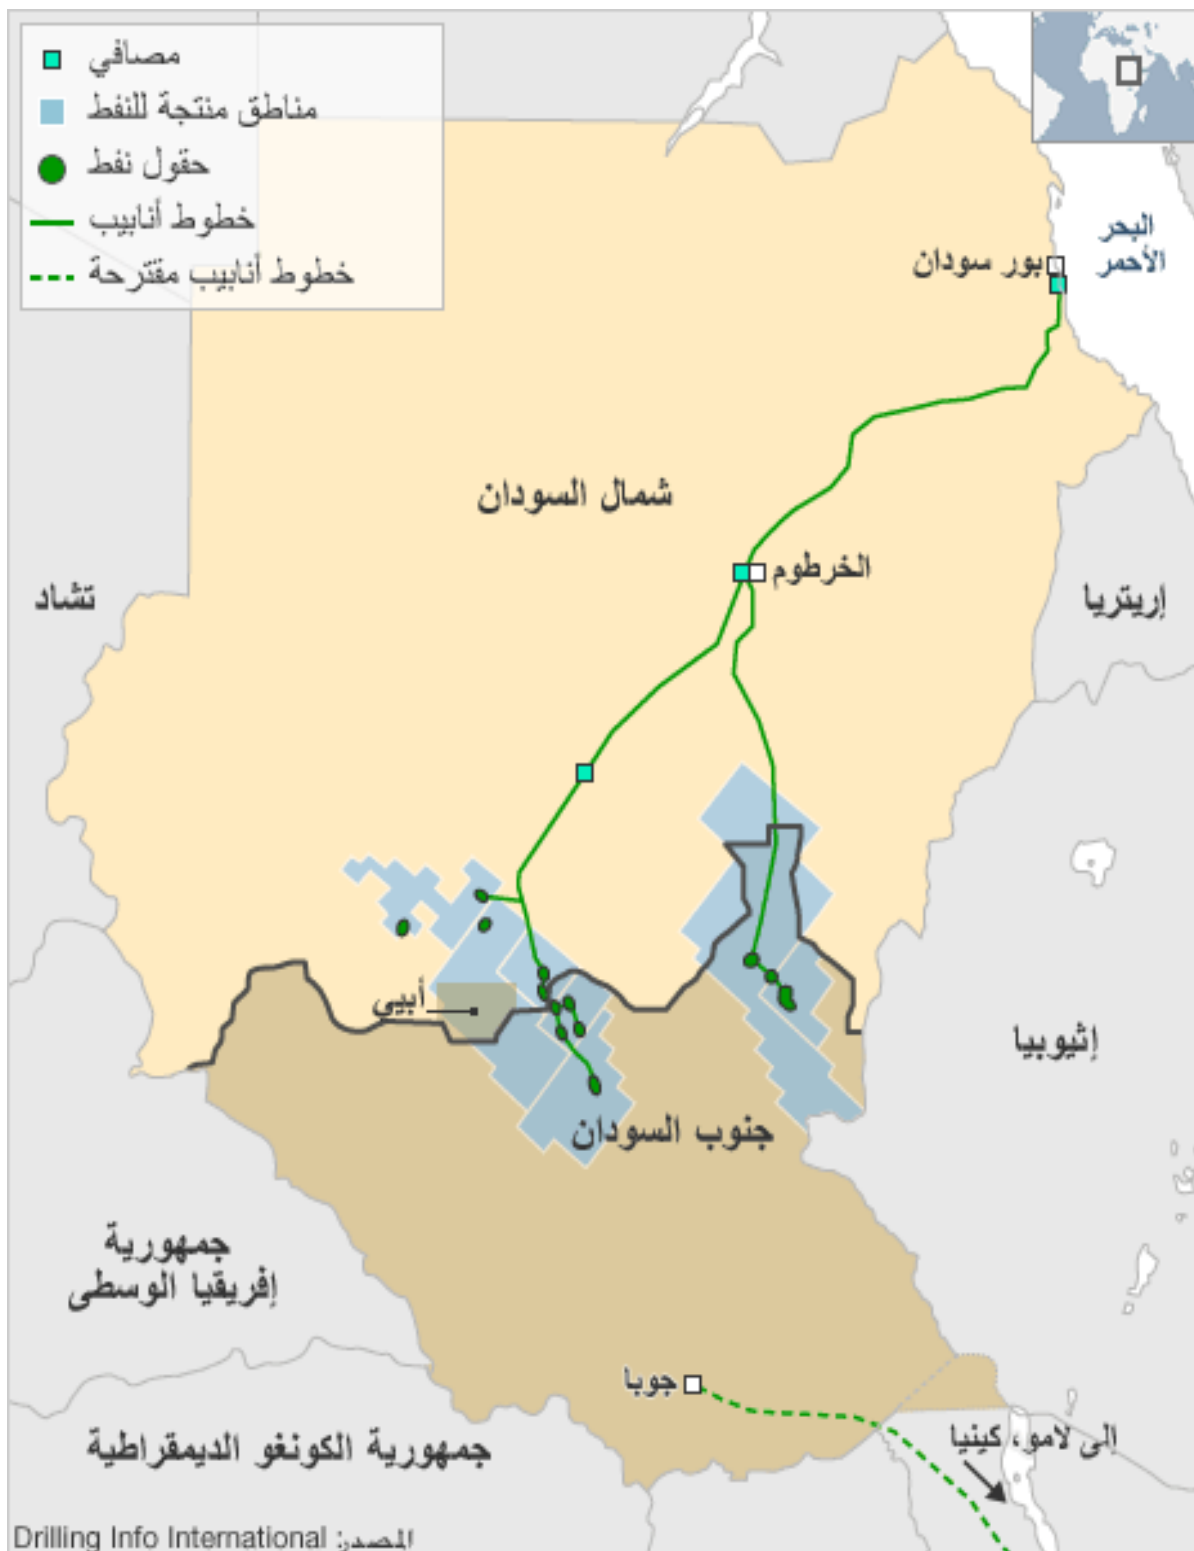 مصافي
مناطق منتجة للنفط
حقول نفط
خطوط أنابيب
خطوط أنابيب مقترحة
البحر
الأحمر
بور سودان
شمال السودان
الخرطوم
تشاد
إريتريا
أبيي
إثيوبيا
جنوب السودان
جمهورية
إفريقيا الوسطى
جوبا
إلى لامو، كينيا
جمهورية الكونغو الديمقراطية
المصدر: Drilling Info International